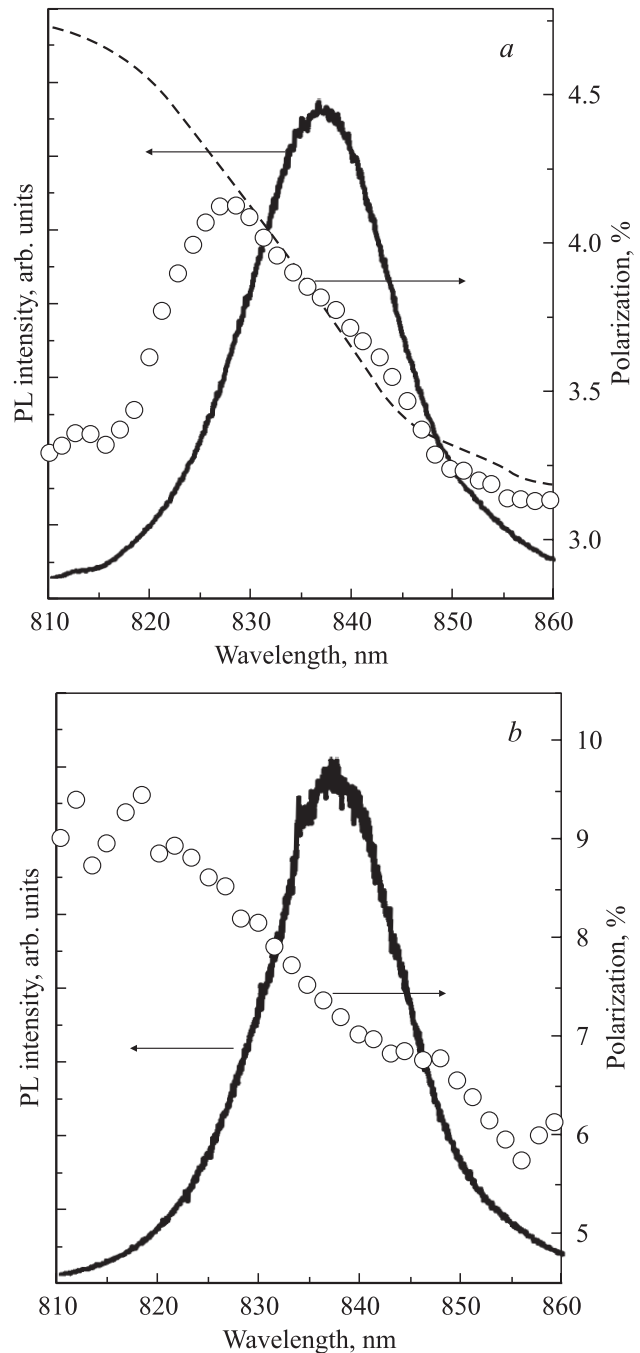 a
4.5
4.0
3.5
3.0
PL intensity, arb. units
Polarization, %
810 820 830 840 850 860
Wavelength, nm
b
10
9
8
7
6
5
PL intensity, arb. units
Polarization, %
810 820 830 840 850 860
Wavelength, nm